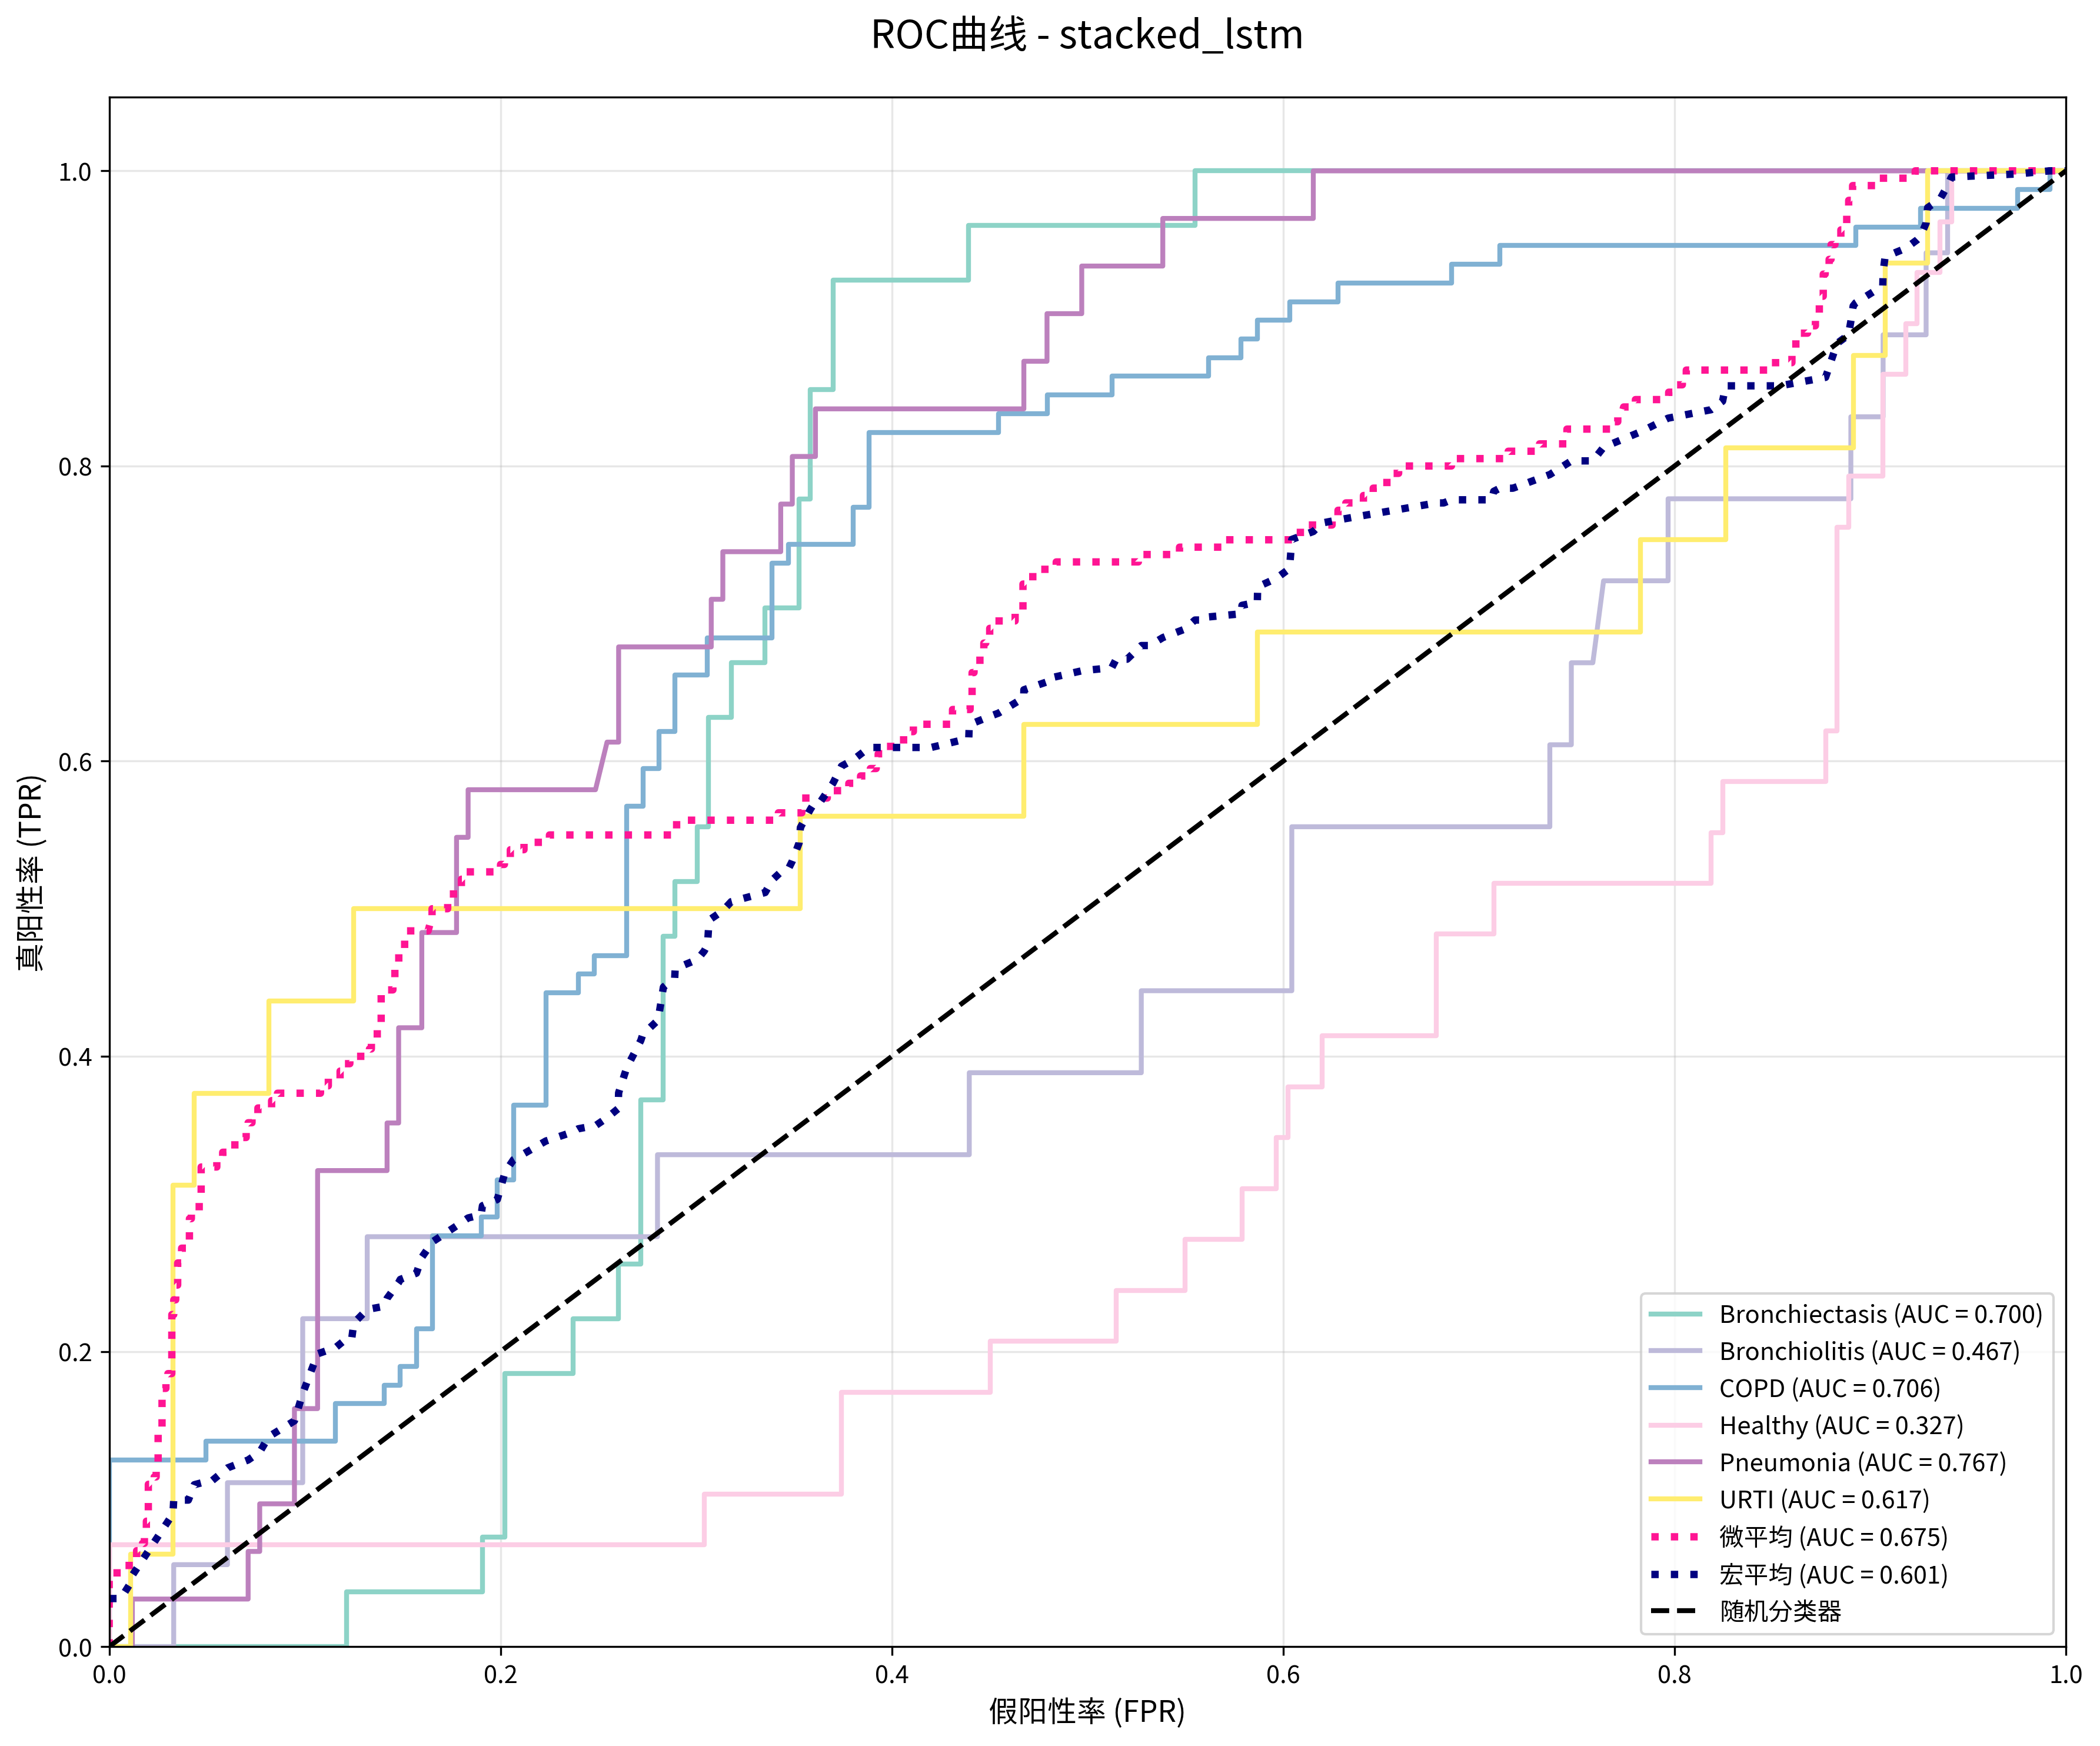 ROC曲线 - stacked_lstm
真阳性率 (TPR)
1.0
0.8
0.6
0.4
0.2
0.0
0.0 0.2 0.4 0.6 0.8 1.0
假阳性率 (FPR)
Bronchiectasis (AUC = 0.700)
Bronchiolitis (AUC = 0.467)
COPD (AUC = 0.706)
Healthy (AUC = 0.327)
Pneumonia (AUC = 0.767)
URTI (AUC = 0.617)
微平均 (AUC = 0.675)
宏平均 (AUC = 0.601)
随机分类器